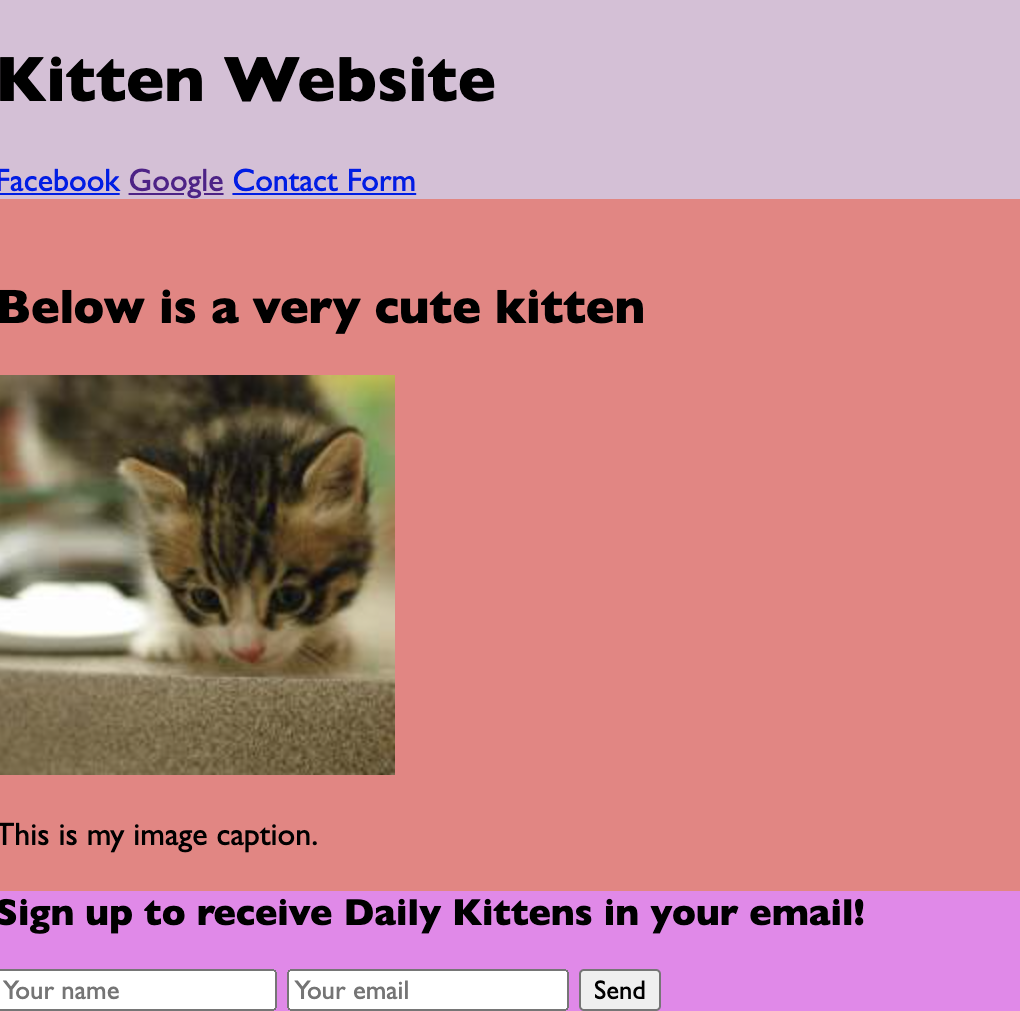 Kitten Website
Facebook Google Contact Form
Below is a very cute kitten
This is my image caption.
Sign up to receive Daily Kittens in your email!
Your name Your email Send